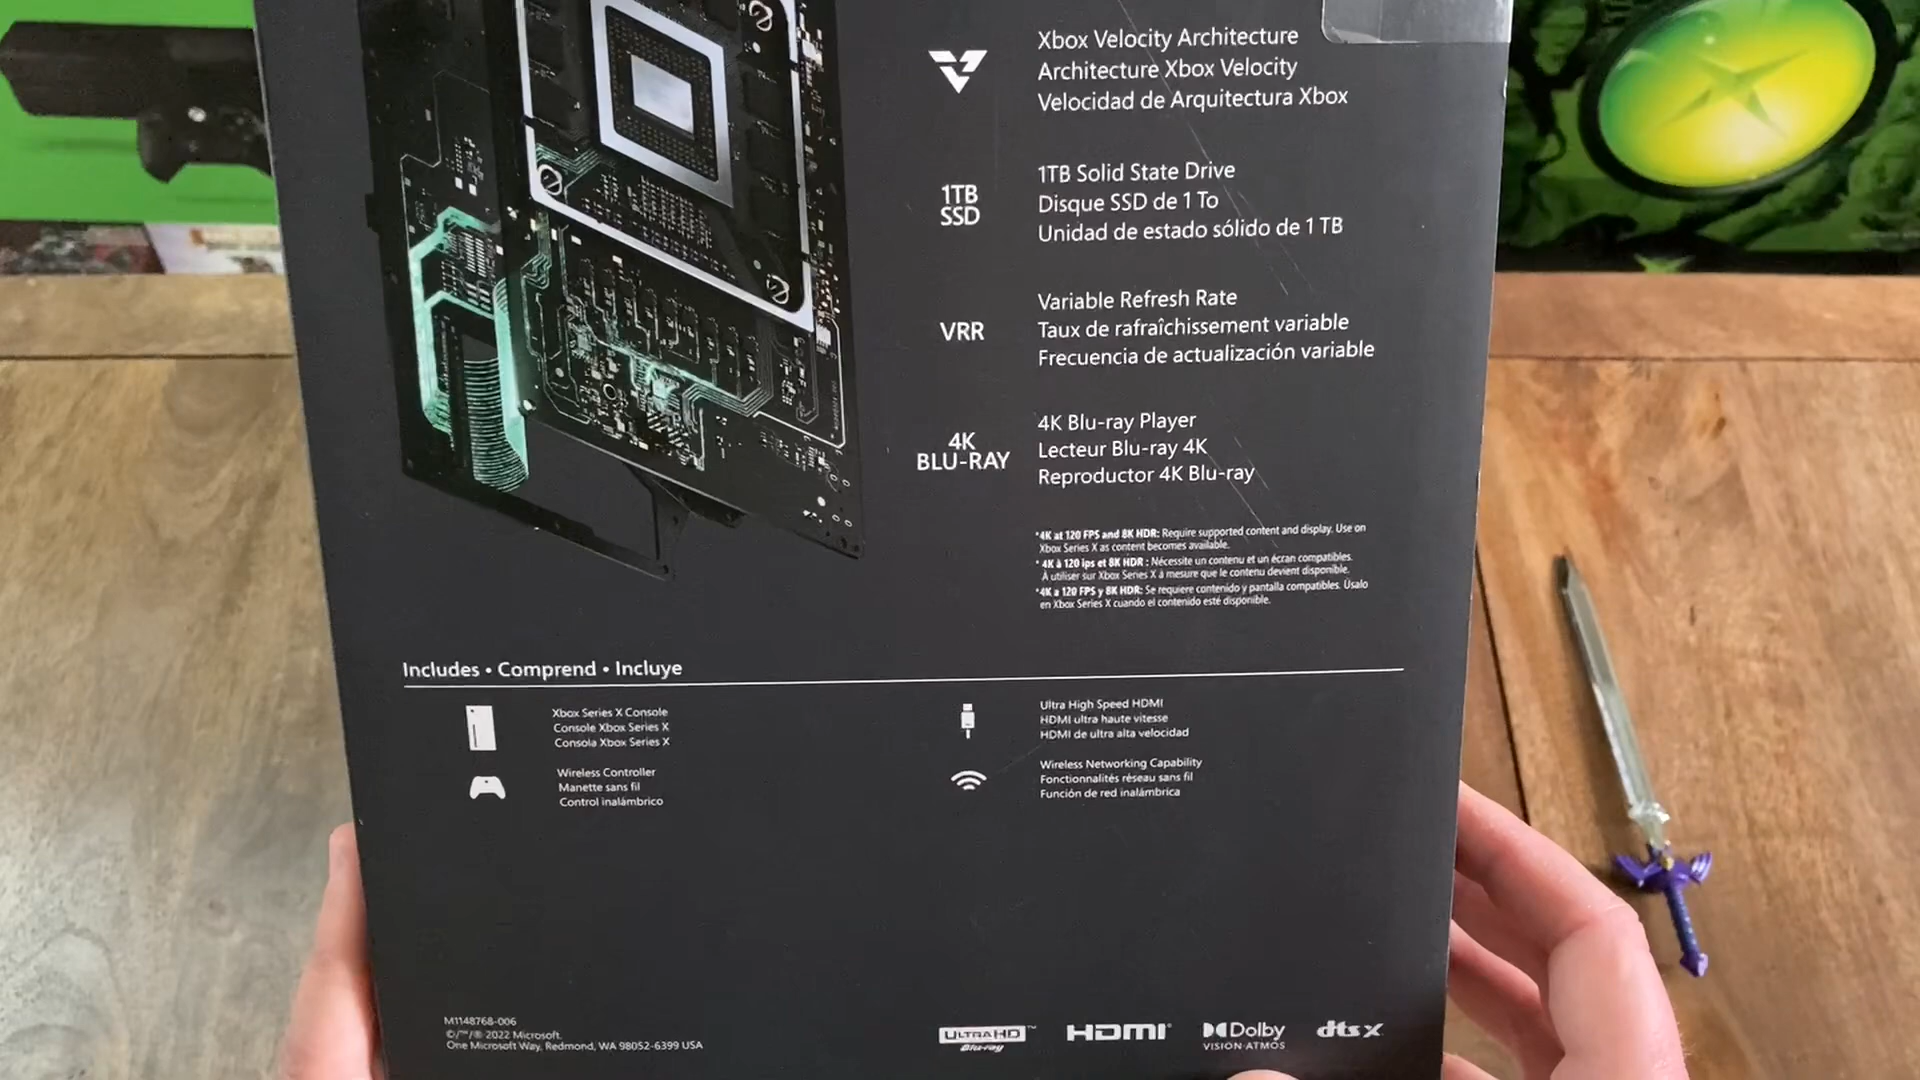 Xbox Velocity Architecture
Architecture Xbox Velocity
Velocidad de Arquitectura Xbox
1TB
SSD
1TB Solid State Drive
Disque SSD de 1 To
Unidad de estado sólido de 1 TB
VRR
Variable Refresh Rate
Taux de rafraîchissement variable
Frecuencia de actualización variable
4K
BLU-RAY
4K Blu-ray Player
Lecteur Blu-ray 4K
Reproductor 4K Blu-ray
*4K at 120 FPS and 8K HDR: Require supported content and display. Use on
Xbox Series X as content becomes available.
* 4K à 120 ips et 8K HDR : Nécessite un contenu et un écran compatibles.
À utiliser sur Xbox Series X à mesure que le contenu devient disponible.
*4K a 120 FPS y 8K HDR: Se requiere contenido y pantalla compatibles. Úsalo
en Xbox Series X cuando el contenido esté disponible.
Includes • Comprend • Incluye
Xbox Series X Console
Console Xbox Series X
Consola Xbox Series X
Ultra High Speed HDMI
HDMI ultra haute vitesse
HDMI de ultra alta velocidad
Wireless Controller
Manette sans fil
Control inalámbrico
Wireless Networking Capability
Fonctionnalités réseau sans fil
Función de red inalámbrica
M1148768-006
©/™/® 2022 Microsoft.
One Microsoft Way, Redmond, WA 98052-6399 USA
ULTRA HD™
Blu-ray
HDMI®
Dolby
VISION·ATMOS
dts X